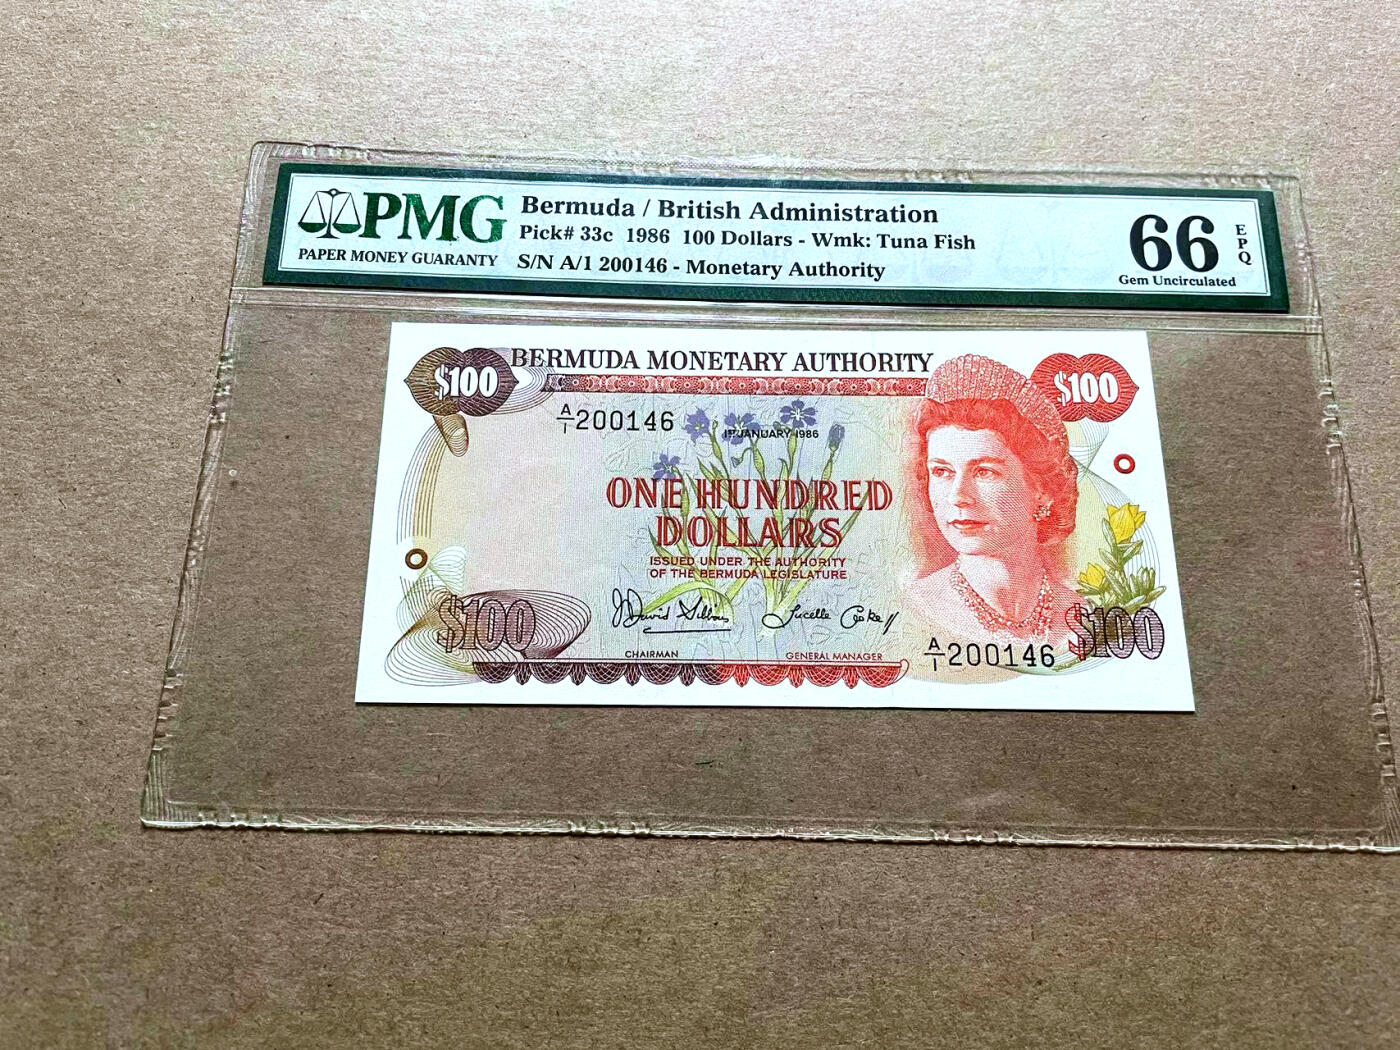 PMG
PAPER MONEY GUARANTY
Bermuda / British Administration
Pick# 33c 1986 100 Dollars - Wmk: Tuna Fish
S/N A/1 200146 - Monetary Authority
66
EPQ
Gem Uncirculated
$100
BERMUDA MONETARY AUTHORITY
$100
A/1 200146
1ST JANUARY 1986
ONE HUNDRED
DOLLARS
ISSUED UNDER THE AUTHORITY
OF THE BERMUDA LEGISLATURE
$100
CHAIRMAN
GENERAL MANAGER
A/1 200146
$100